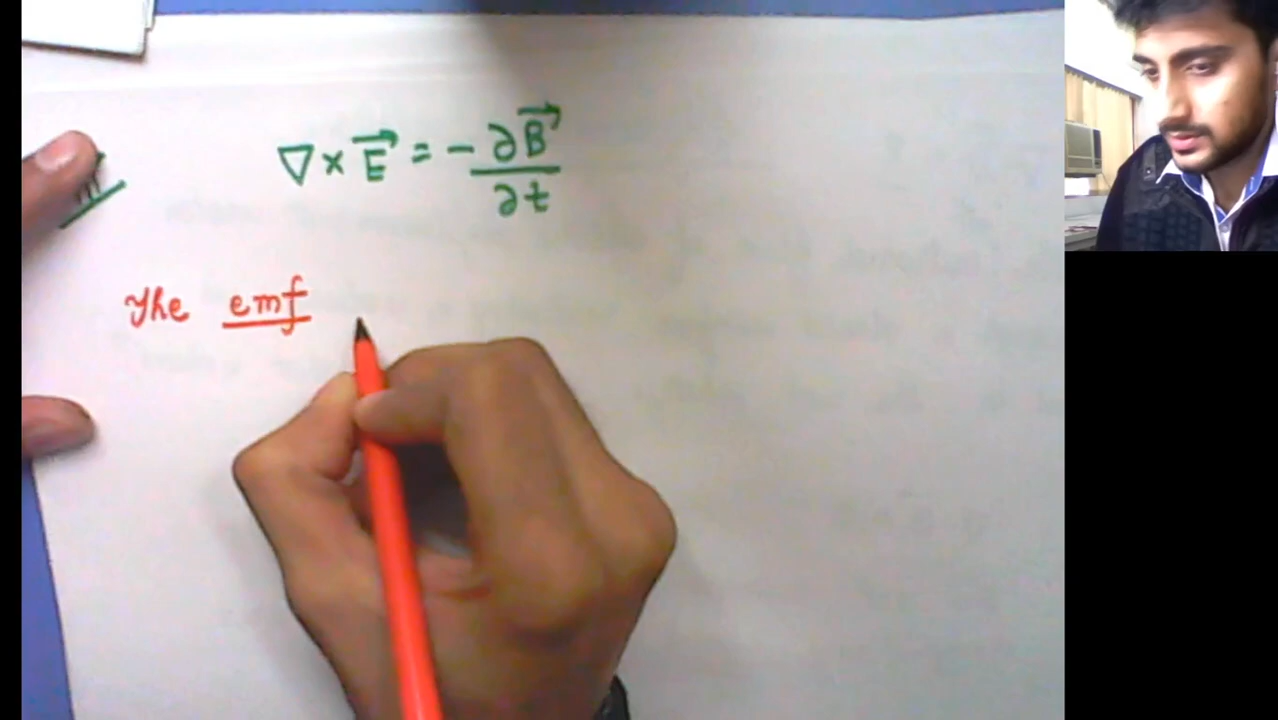 ∇ × E⃗ = - ∂B⃗ / ∂t
The emf